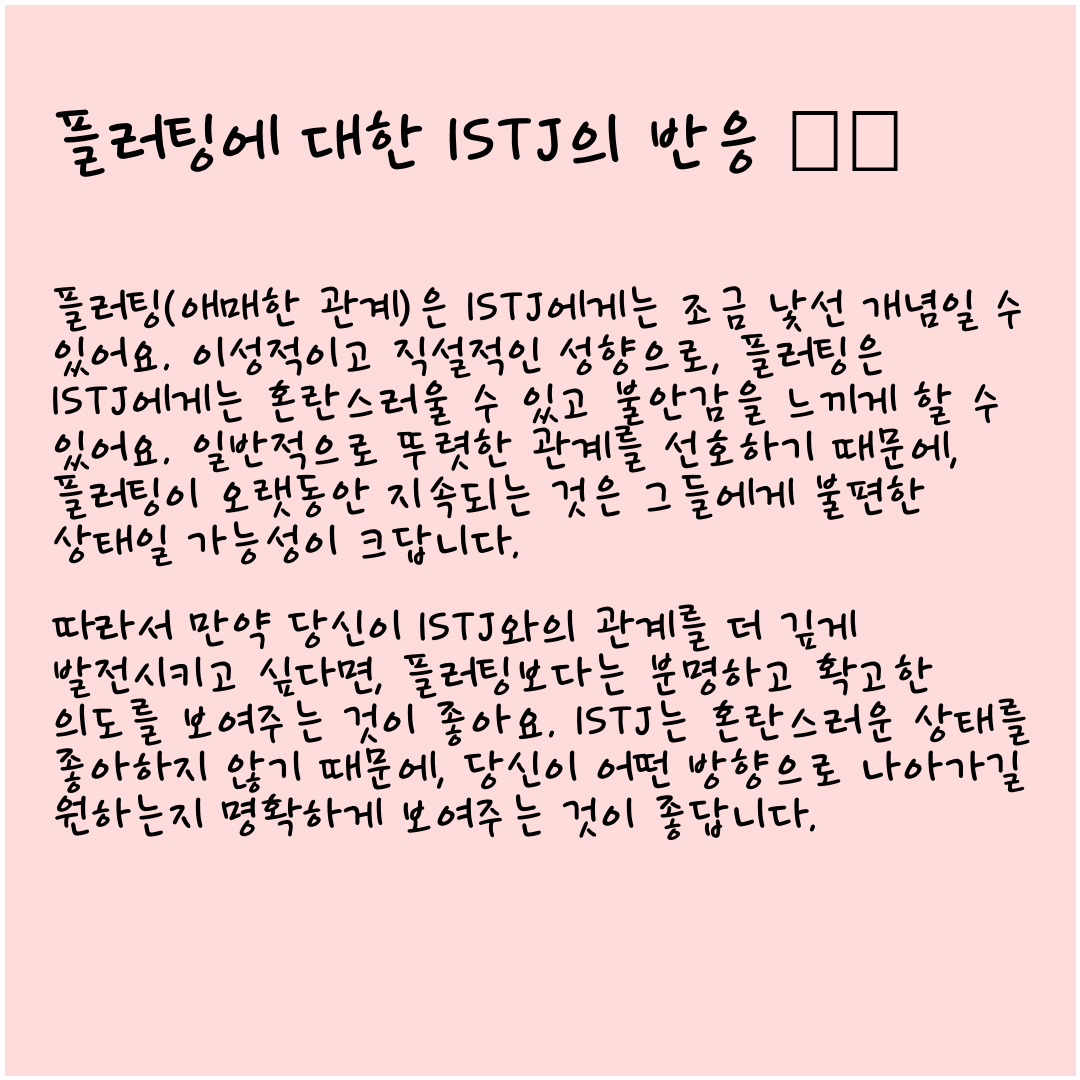 플러팅에 대한 ISTJ의 반응 □□
플러팅(애매한 관계)은 ISTJ에게는 조금 낯선 개념일 수
있어요. 이성적이고 직설적인 성향으로, 플러팅은
ISTJ에게는 혼란스러울 수 있고 불안감을 느끼게 할 수
있어요. 일반적으로 뚜렷한 관계를 선호하기 때문에,
플러팅이 오랫동안 지속되는 것은 그들에게 불편한
상태일 가능성이 크답니다.
따라서 만약 당신이 ISTJ와의 관계를 더 깊게
발전시키고 싶다면, 플러팅보다는 분명하고 확고한
의도를 보여주는 것이 좋아요. ISTJ는 혼란스러운 상태를
좋아하지 않기 때문에, 당신이 어떤 방향으로 나아가길
원하는지 명확하게 보여주는 것이 좋답니다.